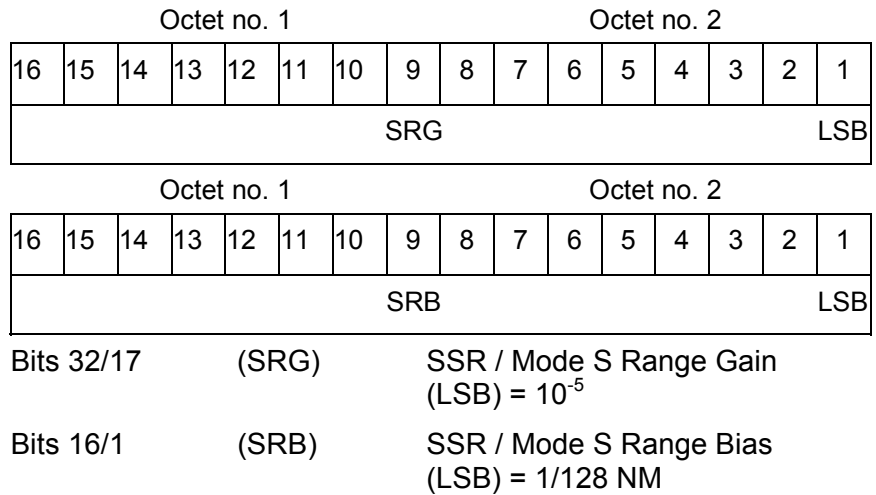 Octet no. 1 Octet no. 2
16 15 14 13 12 11 10 9 8 7 6 5 4 3 2 1
SRG LSB
Octet no. 1 Octet no. 2
16 15 14 13 12 11 10 9 8 7 6 5 4 3 2 1
SRB LSB
Bits 32/17 (SRG) SSR / Mode S Range Gain
(LSB) = 10⁻⁵
Bits 16/1 (SRB) SSR / Mode S Range Bias
(LSB) = 1/128 NM